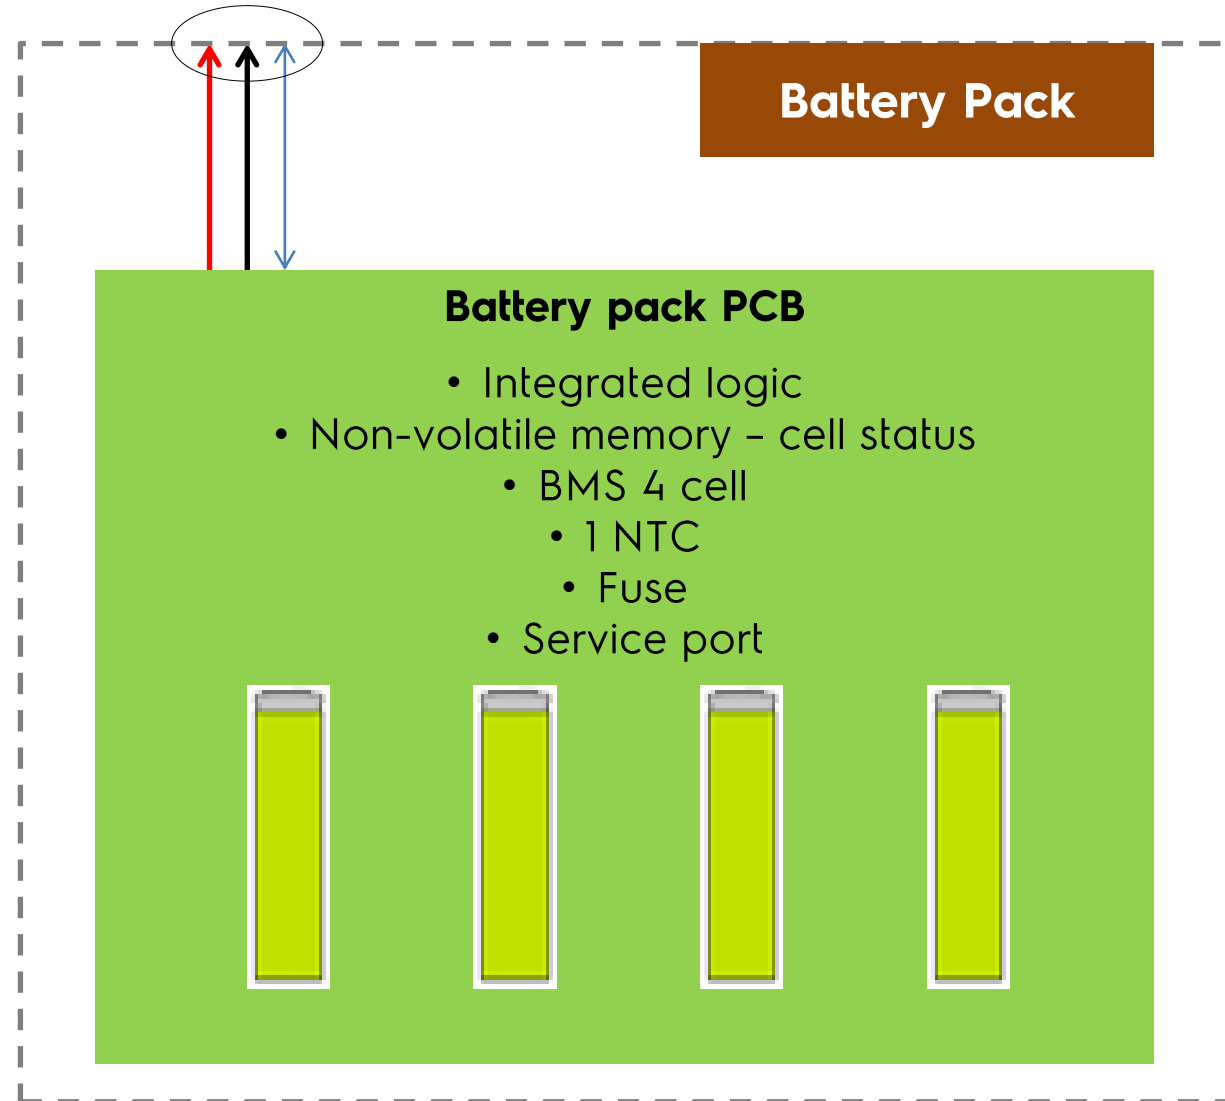 Battery Pack
Battery pack PCB
• Integrated logic
• Non-volatile memory – cell status
• BMS 4 cell
• 1 NTC
• Fuse
• Service port